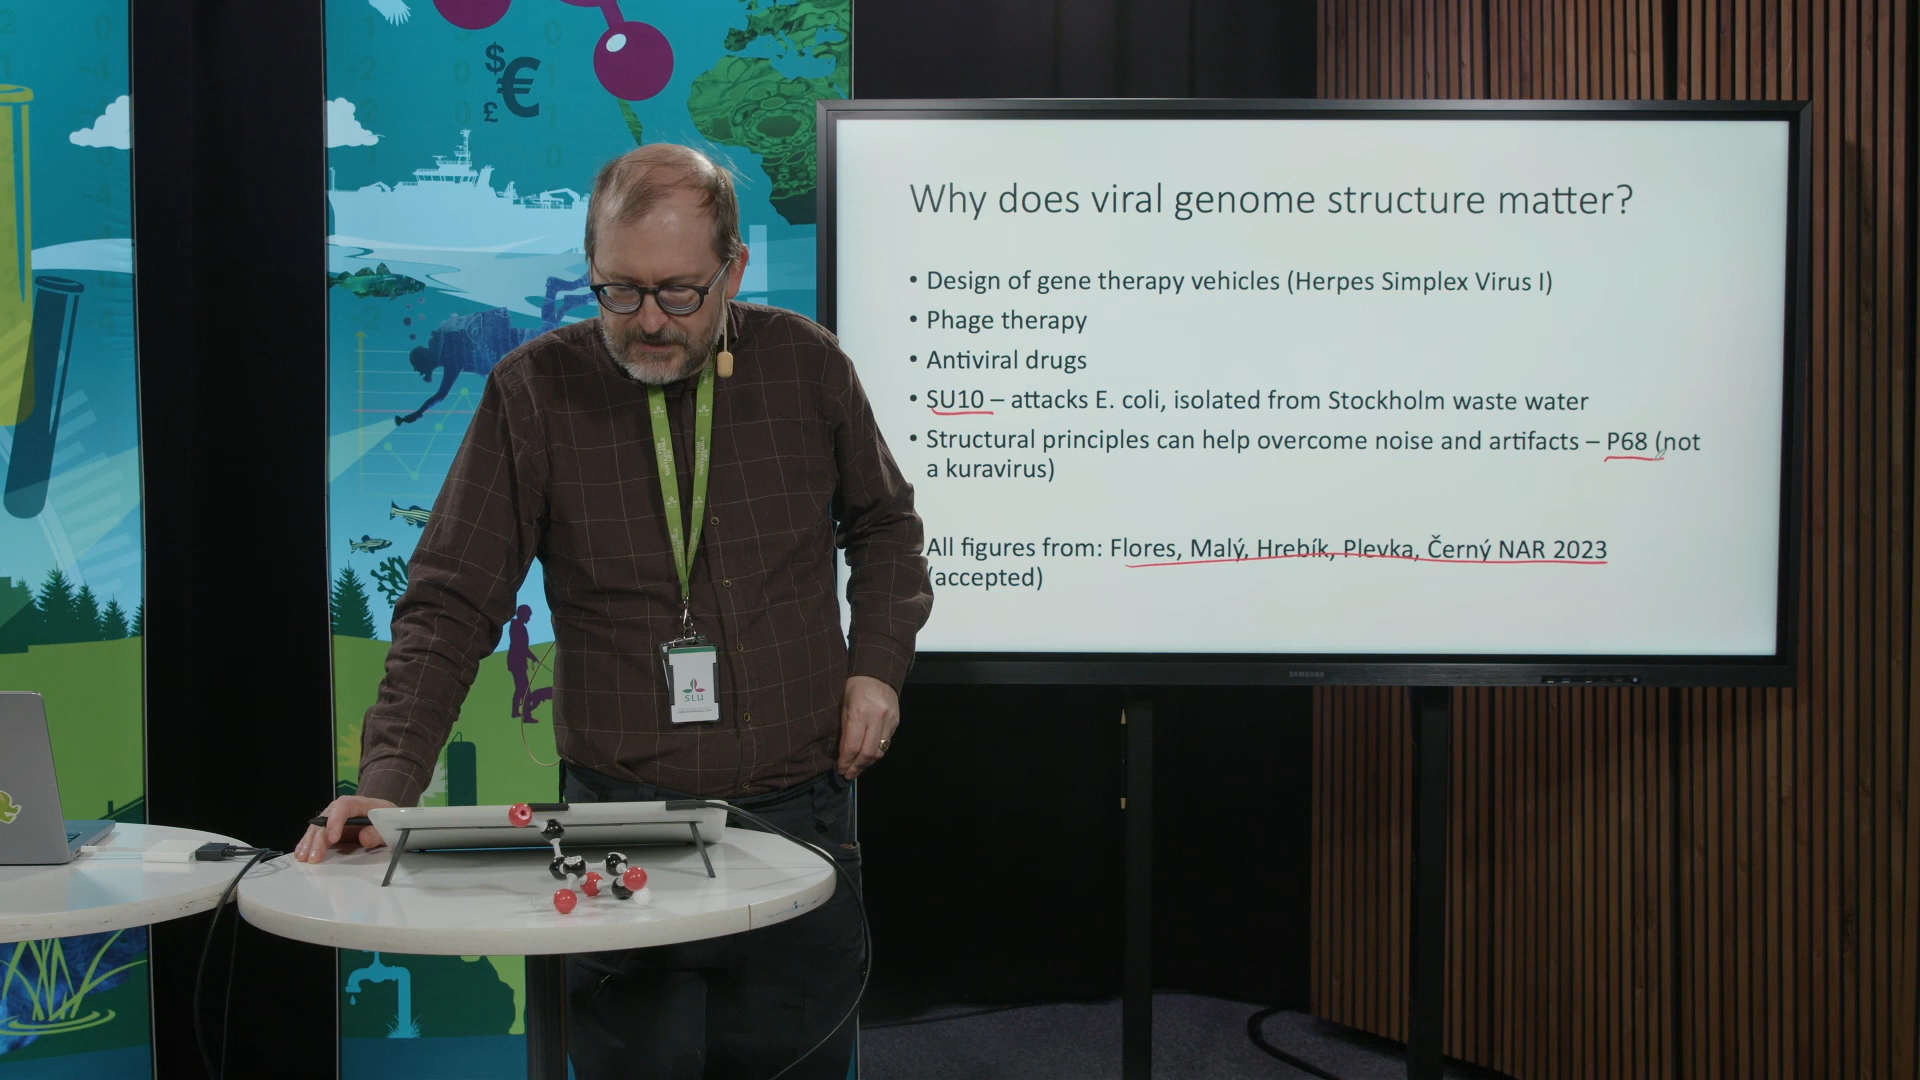 $
€
£
Why does viral genome structure matter?
• Design of gene therapy vehicles (Herpes Simplex Virus I)
• Phage therapy
• Antiviral drugs
• SU10 – attacks E. coli, isolated from Stockholm waste water
• Structural principles can help overcome noise and artifacts – P68 (not
a kuravirus)
All figures from: Flores, Malý, Hrebík, Plevka, Černý NAR 2023
(accepted)
SAMSUNG
SLU